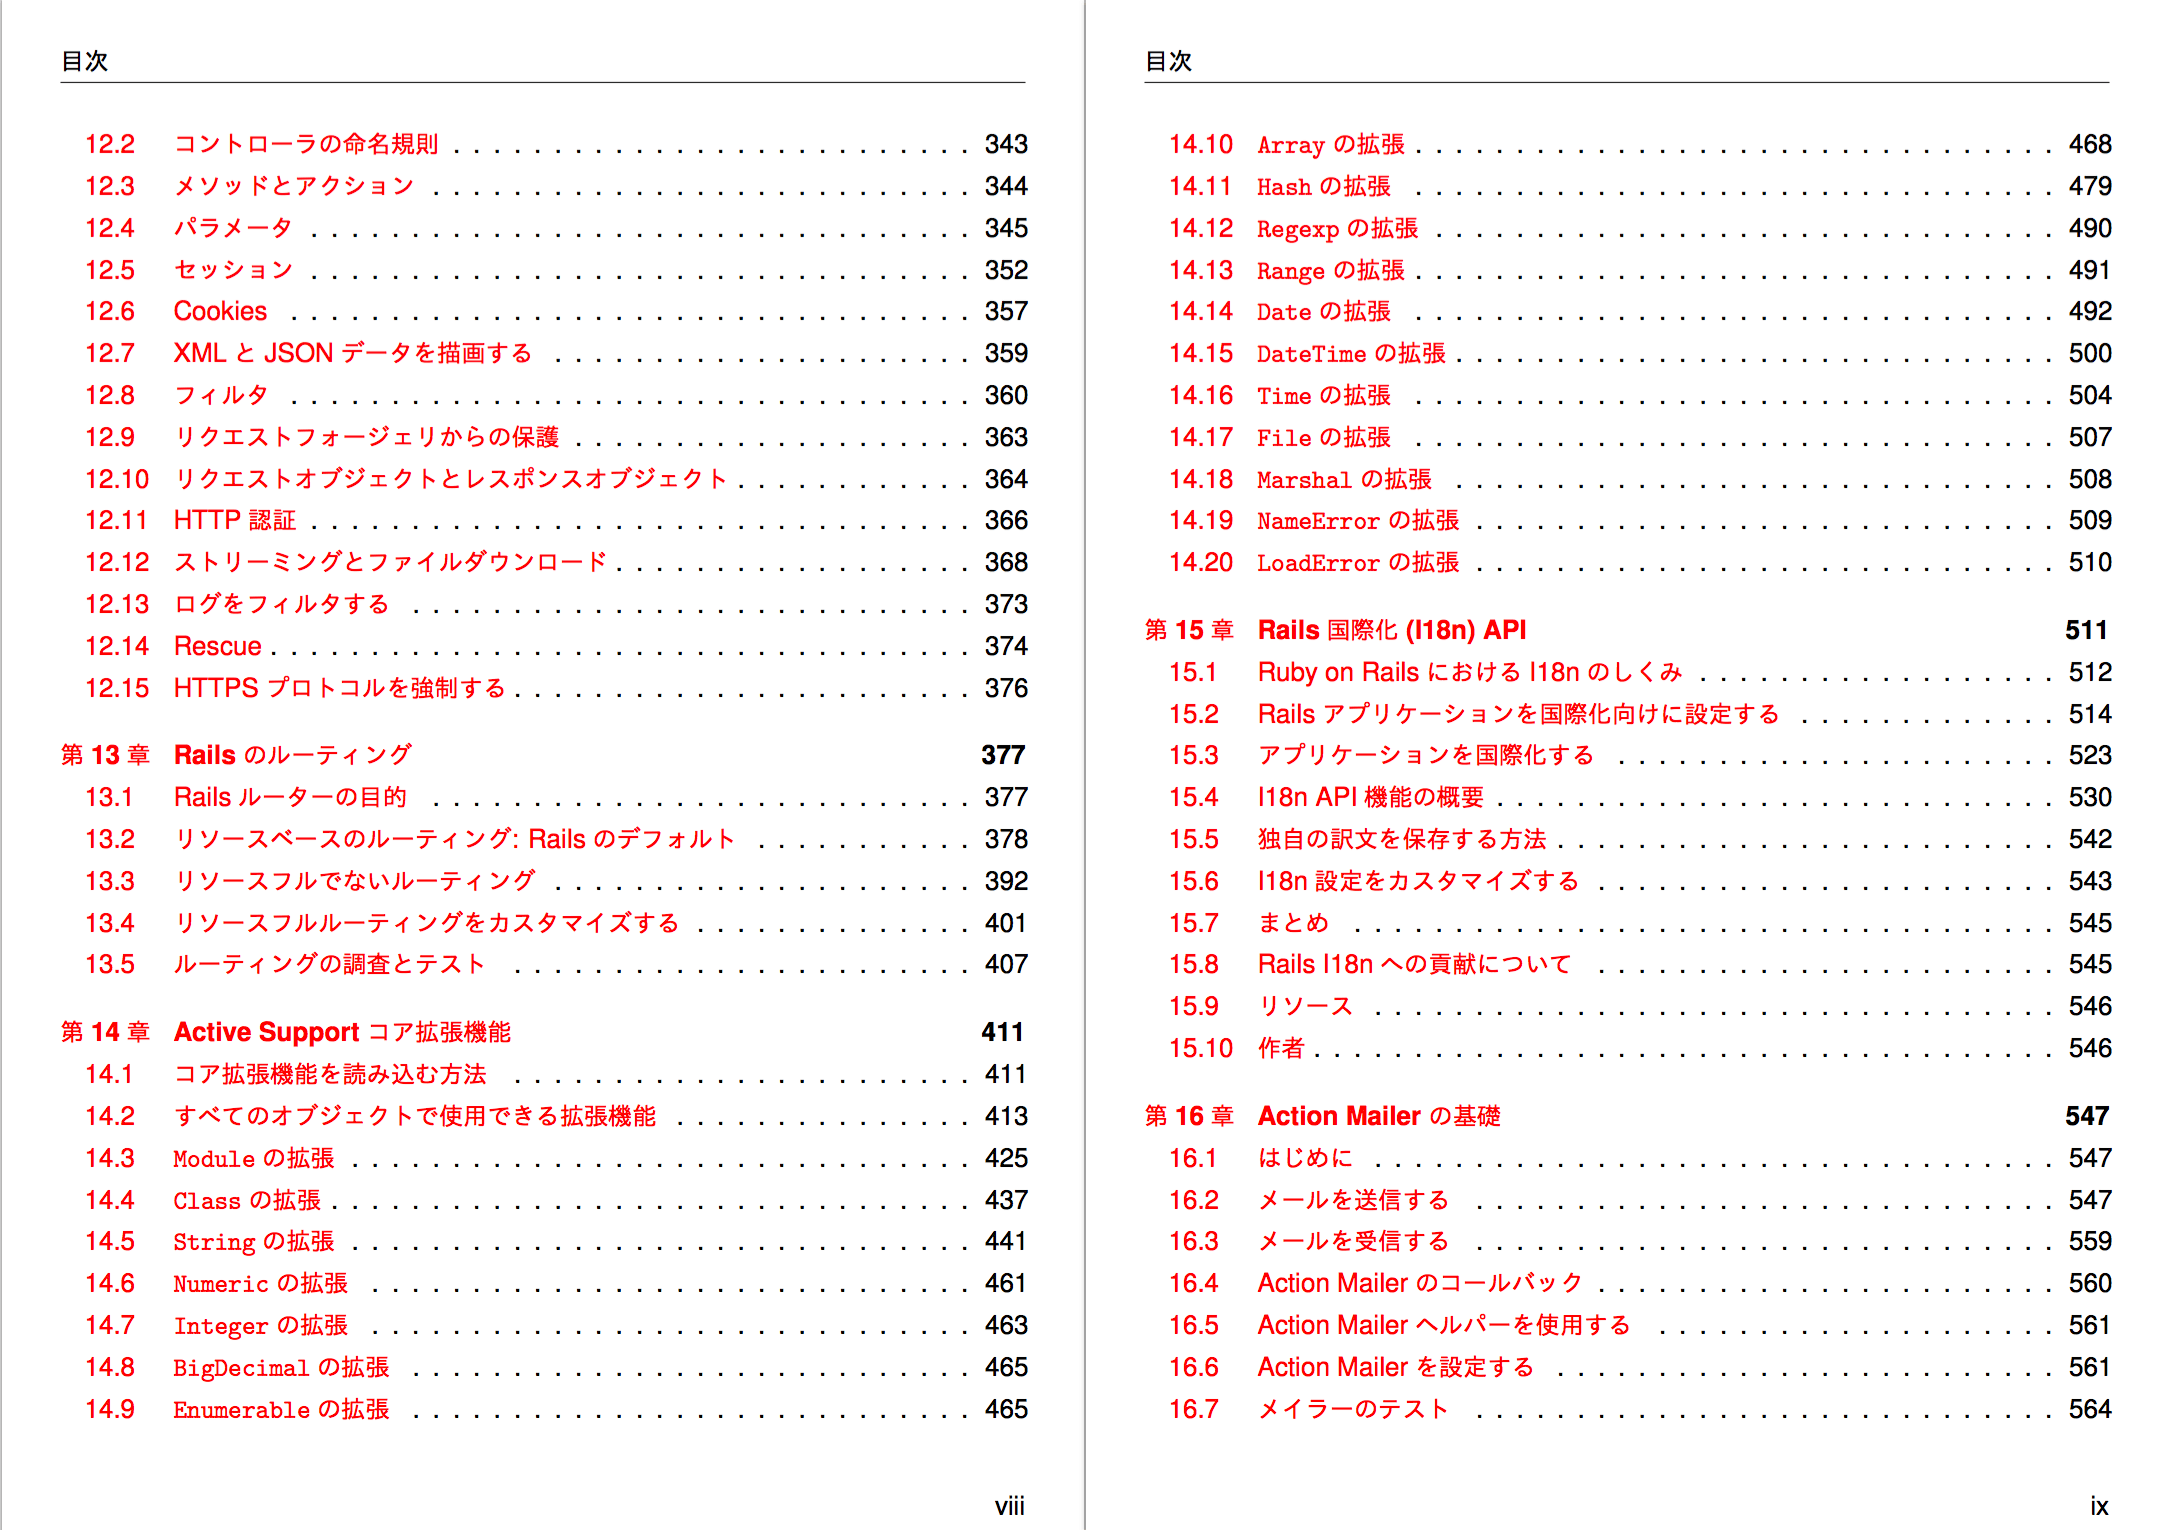 目次
12.2 コントローラの命名規則 . . . . . . . . . . . . . . . . . . . . . . . . . . 343
12.3 メソッドとアクション . . . . . . . . . . . . . . . . . . . . . . . . . . . 344
12.4 パラメータ . . . . . . . . . . . . . . . . . . . . . . . . . . . . . . . . . 345
12.5 セッション . . . . . . . . . . . . . . . . . . . . . . . . . . . . . . . . . 352
12.6 Cookies . . . . . . . . . . . . . . . . . . . . . . . . . . . . . . . . . . 357
12.7 XML と JSON データを描画する . . . . . . . . . . . . . . . . . . . . . 359
12.8 フィルタ . . . . . . . . . . . . . . . . . . . . . . . . . . . . . . . . . . 360
12.9 リクエストフォージェリからの保護 . . . . . . . . . . . . . . . . . . . . 363
12.10 リクエストオブジェクトとレスポンスオブジェクト . . . . . . . . . . . . 364
12.11 HTTP 認証 . . . . . . . . . . . . . . . . . . . . . . . . . . . . . . . . . 366
12.12 ストリーミングとファイルダウンロード . . . . . . . . . . . . . . . . . . 368
12.13 ログをフィルタする . . . . . . . . . . . . . . . . . . . . . . . . . . . . 373
12.14 Rescue . . . . . . . . . . . . . . . . . . . . . . . . . . . . . . . . . . . 374
12.15 HTTPS プロトコルを強制する . . . . . . . . . . . . . . . . . . . . . . . 376
第 13 章 Rails のルーティング 377
13.1 Rails ルーターの目的 . . . . . . . . . . . . . . . . . . . . . . . . . . . 377
13.2 リソースベースのルーティング: Rails のデフォルト . . . . . . . . . . . 378
13.3 リソースフルでないルーティング . . . . . . . . . . . . . . . . . . . . . 392
13.4 リソースフルルーティングをカスタマイズする . . . . . . . . . . . . . . 401
13.5 ルーティングの調査とテスト . . . . . . . . . . . . . . . . . . . . . . . 407
第 14 章 Active Support コア拡張機能 411
14.1 コア拡張機能を読み込む方法 . . . . . . . . . . . . . . . . . . . . . . . 411
14.2 すべてのオブジェクトで使用できる拡張機能 . . . . . . . . . . . . . . . 413
14.3 Module の拡張 . . . . . . . . . . . . . . . . . . . . . . . . . . . . . . . 425
14.4 Class の拡張 . . . . . . . . . . . . . . . . . . . . . . . . . . . . . . . . 437
14.5 String の拡張 . . . . . . . . . . . . . . . . . . . . . . . . . . . . . . . 441
14.6 Numeric の拡張 . . . . . . . . . . . . . . . . . . . . . . . . . . . . . . 461
14.7 Integer の拡張 . . . . . . . . . . . . . . . . . . . . . . . . . . . . . . 463
14.8 BigDecimal の拡張 . . . . . . . . . . . . . . . . . . . . . . . . . . . . 465
14.9 Enumerable の拡張 . . . . . . . . . . . . . . . . . . . . . . . . . . . . 465
viii
目次
14.10 Array の拡張 . . . . . . . . . . . . . . . . . . . . . . . . . . . . . . . . 468
14.11 Hash の拡張 . . . . . . . . . . . . . . . . . . . . . . . . . . . . . . . . 479
14.12 Regexp の拡張 . . . . . . . . . . . . . . . . . . . . . . . . . . . . . . . 490
14.13 Range の拡張 . . . . . . . . . . . . . . . . . . . . . . . . . . . . . . . . 491
14.14 Date の拡張 . . . . . . . . . . . . . . . . . . . . . . . . . . . . . . . . 492
14.15 DateTime の拡張 . . . . . . . . . . . . . . . . . . . . . . . . . . . . . . 500
14.16 Time の拡張 . . . . . . . . . . . . . . . . . . . . . . . . . . . . . . . . 504
14.17 File の拡張 . . . . . . . . . . . . . . . . . . . . . . . . . . . . . . . . 507
14.18 Marshal の拡張 . . . . . . . . . . . . . . . . . . . . . . . . . . . . . . 508
14.19 NameError の拡張 . . . . . . . . . . . . . . . . . . . . . . . . . . . . . 509
14.20 LoadError の拡張 . . . . . . . . . . . . . . . . . . . . . . . . . . . . . 510
第 15 章 Rails 国際化 (I18n) API 511
15.1 Ruby on Rails における I18n のしくみ . . . . . . . . . . . . . . . . . . 512
15.2 Rails アプリケーションを国際化向けに設定する . . . . . . . . . . . . . 514
15.3 アプリケーションを国際化する . . . . . . . . . . . . . . . . . . . . . . 523
15.4 I18n API 機能の概要 . . . . . . . . . . . . . . . . . . . . . . . . . . . . 530
15.5 独自の訳文を保存する方法 . . . . . . . . . . . . . . . . . . . . . . . . . 542
15.6 I18n 設定をカスタマイズする . . . . . . . . . . . . . . . . . . . . . . . 543
15.7 まとめ . . . . . . . . . . . . . . . . . . . . . . . . . . . . . . . . . . . 545
15.8 Rails I18n への貢献について . . . . . . . . . . . . . . . . . . . . . . . 545
15.9 リソース . . . . . . . . . . . . . . . . . . . . . . . . . . . . . . . . . . 546
15.10 作者 . . . . . . . . . . . . . . . . . . . . . . . . . . . . . . . . . . . . . 546
第 16 章 Action Mailer の基礎 547
16.1 はじめに . . . . . . . . . . . . . . . . . . . . . . . . . . . . . . . . . . 547
16.2 メールを送信する . . . . . . . . . . . . . . . . . . . . . . . . . . . . . 547
16.3 メールを受信する . . . . . . . . . . . . . . . . . . . . . . . . . . . . . 559
16.4 Action Mailer のコールバック . . . . . . . . . . . . . . . . . . . . . . . 560
16.5 Action Mailer ヘルパーを使用する . . . . . . . . . . . . . . . . . . . . 561
16.6 Action Mailer を設定する . . . . . . . . . . . . . . . . . . . . . . . . . 561
16.7 メイラーのテスト . . . . . . . . . . . . . . . . . . . . . . . . . . . . . 564
ix